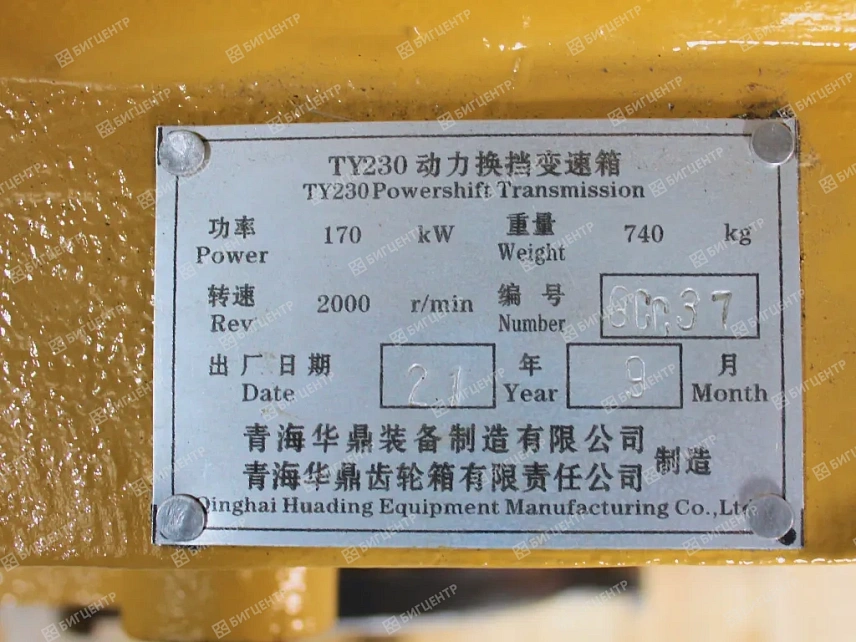 TY230 动力换挡变速箱
TY230 Powershift Transmission
功率 170 kW 重量 740 kg
Power Weight
转速 2000 r/min 编号
Rev Number
出厂日期 21 年 9 月
Date Year Month
青海华鼎装备制造有限公司
青海华鼎齿轮箱有限责任公司 制造
Qinghai Huading Equipment Manufacturing Co.,Ltd
БИГЦЕНТР